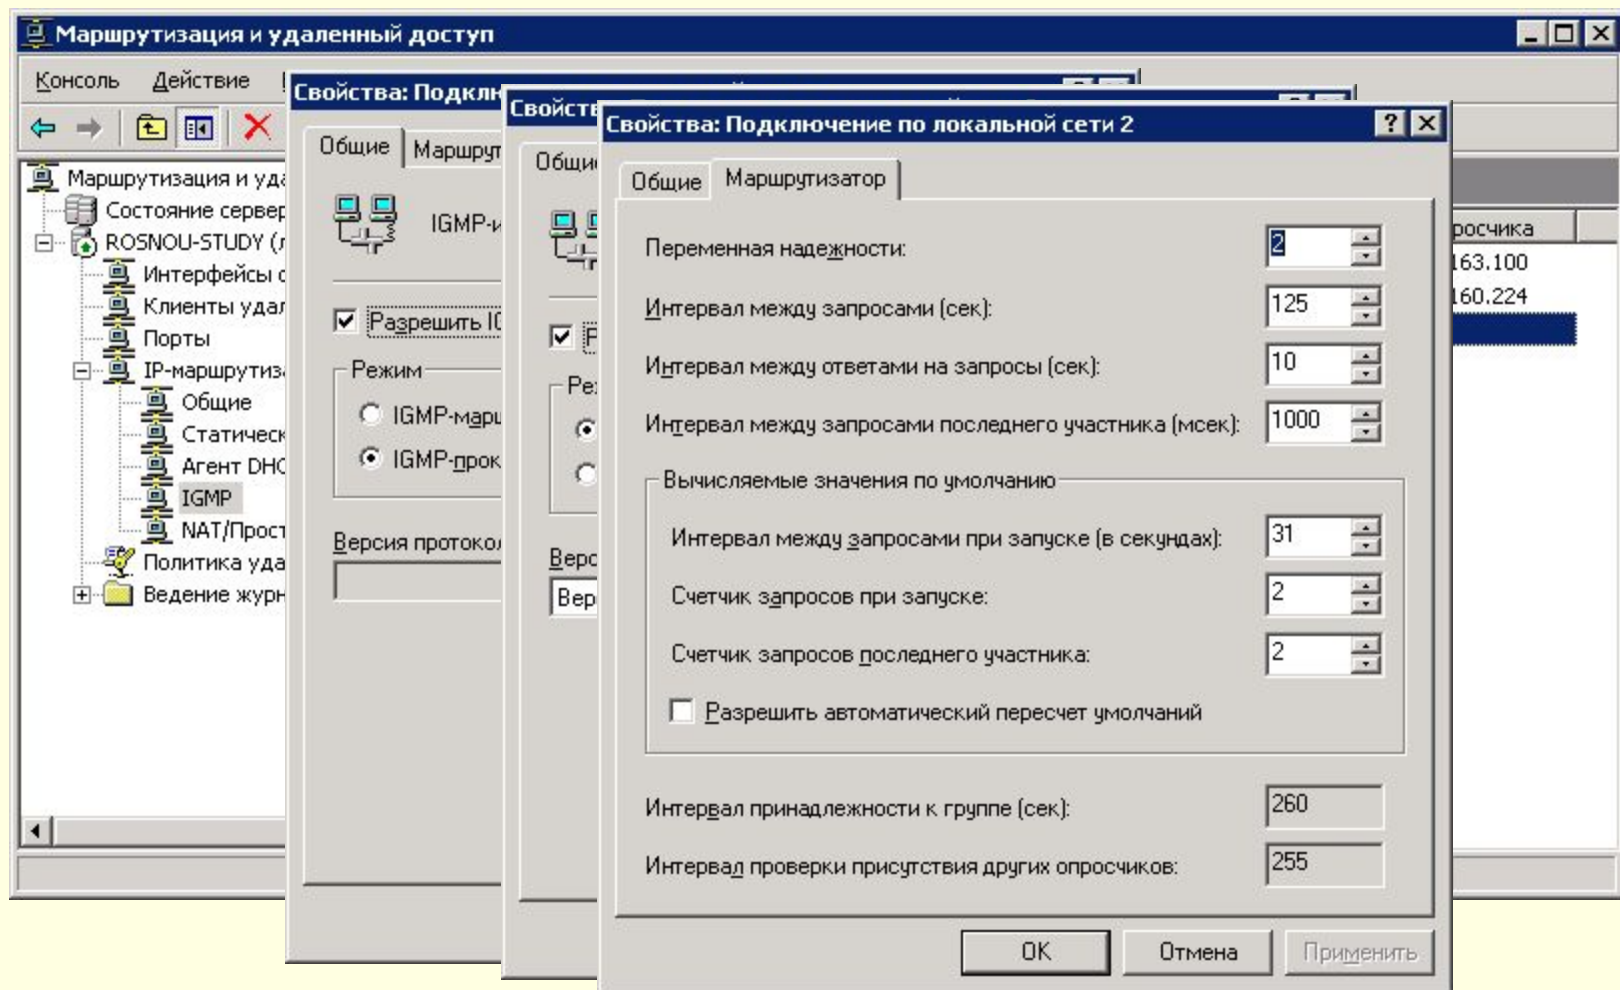 Маршрутизация и удаленный доступ
Консоль Действие
Маршрутизация и уда
Состояние сервер
ROSNOU-STUDY (л
Интерфейсы с
Клиенты удал
Порты
IP-маршрутиз
Общие
Статическ
Агент DHC
IGMP
NAT/Прост
Политика уда
Ведение журн
росчика
163.100
160.224
Свойства: Подклю
Общие Маршрут
IGMP-и
Разрешить IG
Режим
IGMP-марш
IGMP-прок
Версия протокол
Свойств
Общи
Р
Ре
Верс
Вер
Свойства: Подключение по локальной сети 2
Общие Маршрутизатор
Переменная надежности: 2
Интервал между запросами (сек): 125
Интервал между ответами на запросы (сек): 10
Интервал между запросами последнего участника (мсек): 1000
Вычисляемые значения по умолчанию
Интервал между запросами при запуске (в секундах): 31
Счетчик запросов при запуске: 2
Счетчик запросов последнего участника: 2
Разрешить автоматический пересчет умолчаний
Интервал принадлежности к группе (сек): 260
Интервал проверки присутствия других опросчиков: 255
OK Отмена Применить